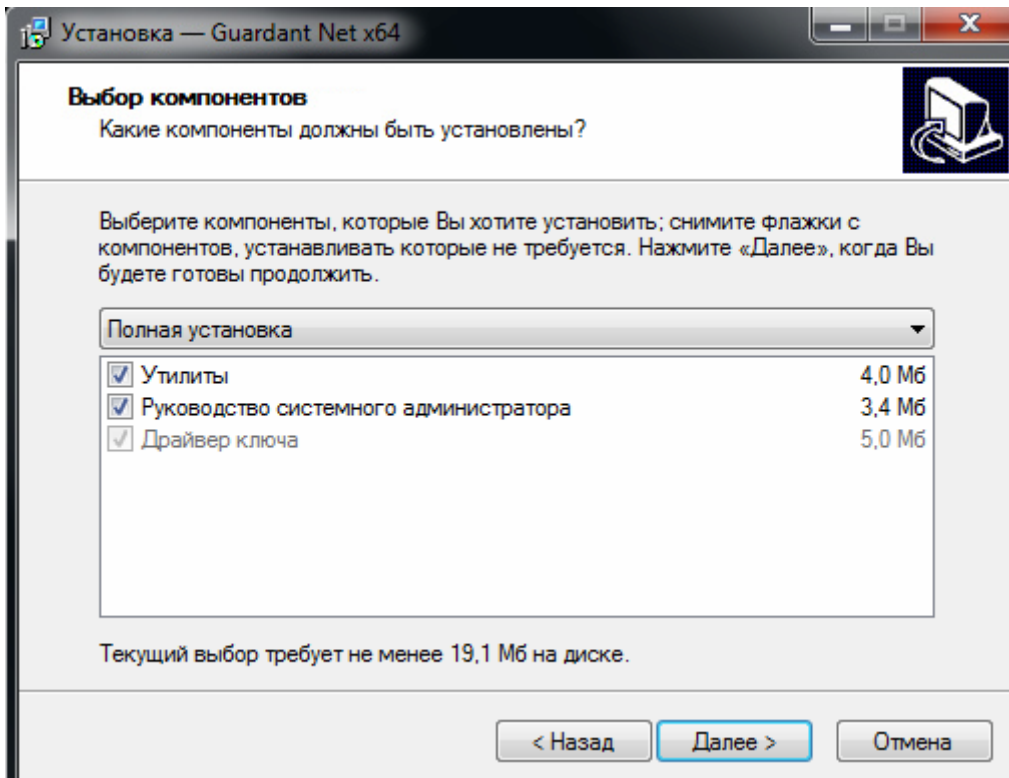 Установка — Guardant Net x64
Выбор компонентов
Какие компоненты должны быть установлены?
Выберите компоненты, которые Вы хотите установить; снимите флажки с
компонентов, устанавливать которые не требуется. Нажмите «Далее», когда Вы
будете готовы продолжить.
Полная установка
Утилиты 4,0 Мб
Руководство системного администратора 3,4 Мб
Драйвер ключа 5,0 Мб
Текущий выбор требует не менее 19,1 Мб на диске.
< Назад Далее > Отмена